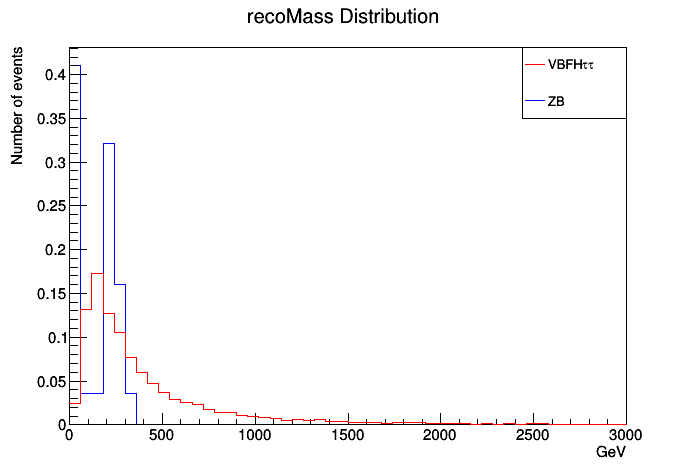 recoMass Distribution
Number of events
VBFHττ
ZB
0.4
0.35
0.3
0.25
0.2
0.15
0.1
0.05
0
0 500 1000 1500 2000 2500 3000
GeV